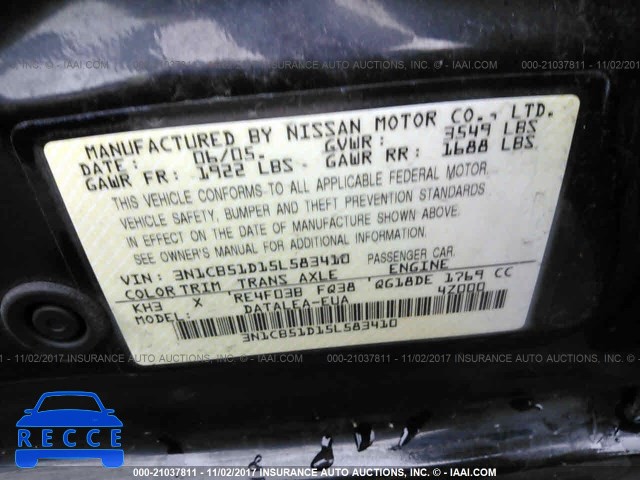 000-21037811 - 11/02/2017 INSURANCE AUTO AUCTIONS, INC. - © IAAI.COM
MANUFACTURED BY NISSAN MOTOR CO., LTD.
DATE: 06/05. GVWR: 3549 LBS
GAWR FR: 1922 LBS. GAWR RR: 1688 LBS
THIS VEHICLE CONFORMS TO ALL APPLICABLE FEDERAL MOTOR
VEHICLE SAFETY, BUMPER AND THEFT PREVENTION STANDARDS
IN EFFECT ON THE DATE OF MANUFACTURE SHOWN ABOVE.
SEE OWNER'S MANUAL FOR ADDITIONAL INFORMATION.
VIN: 3N1CB51D15L583410 PASSENGER CAR.
COLOR TRIM TRANS AXLE ENGINE
KH3 X RE4F03B FQ38 QG18DE 1769 CC
MODEL: DATALEA-EUA 4Z000
3N1CB51D15L583410
000-21037811 - 11/02/2017 INSURANCE AUTO AUCTIONS, INC. - © IAAI.COM
RECCE
000-21037811 - 11/02/2017 INSURANCE AUTO AUCTIONS, INC. - © IAAI.COM